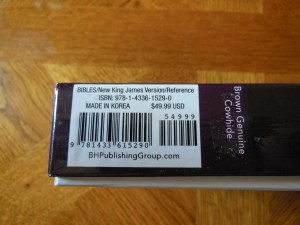 BIBLES/New King James Version/Reference
ISBN: 978-1-4336-1529-0
MADE IN KOREA $49.99 USD
54999
9 781433 615290
BHPublishingGroup.com
Brown Genuine
Cowhide